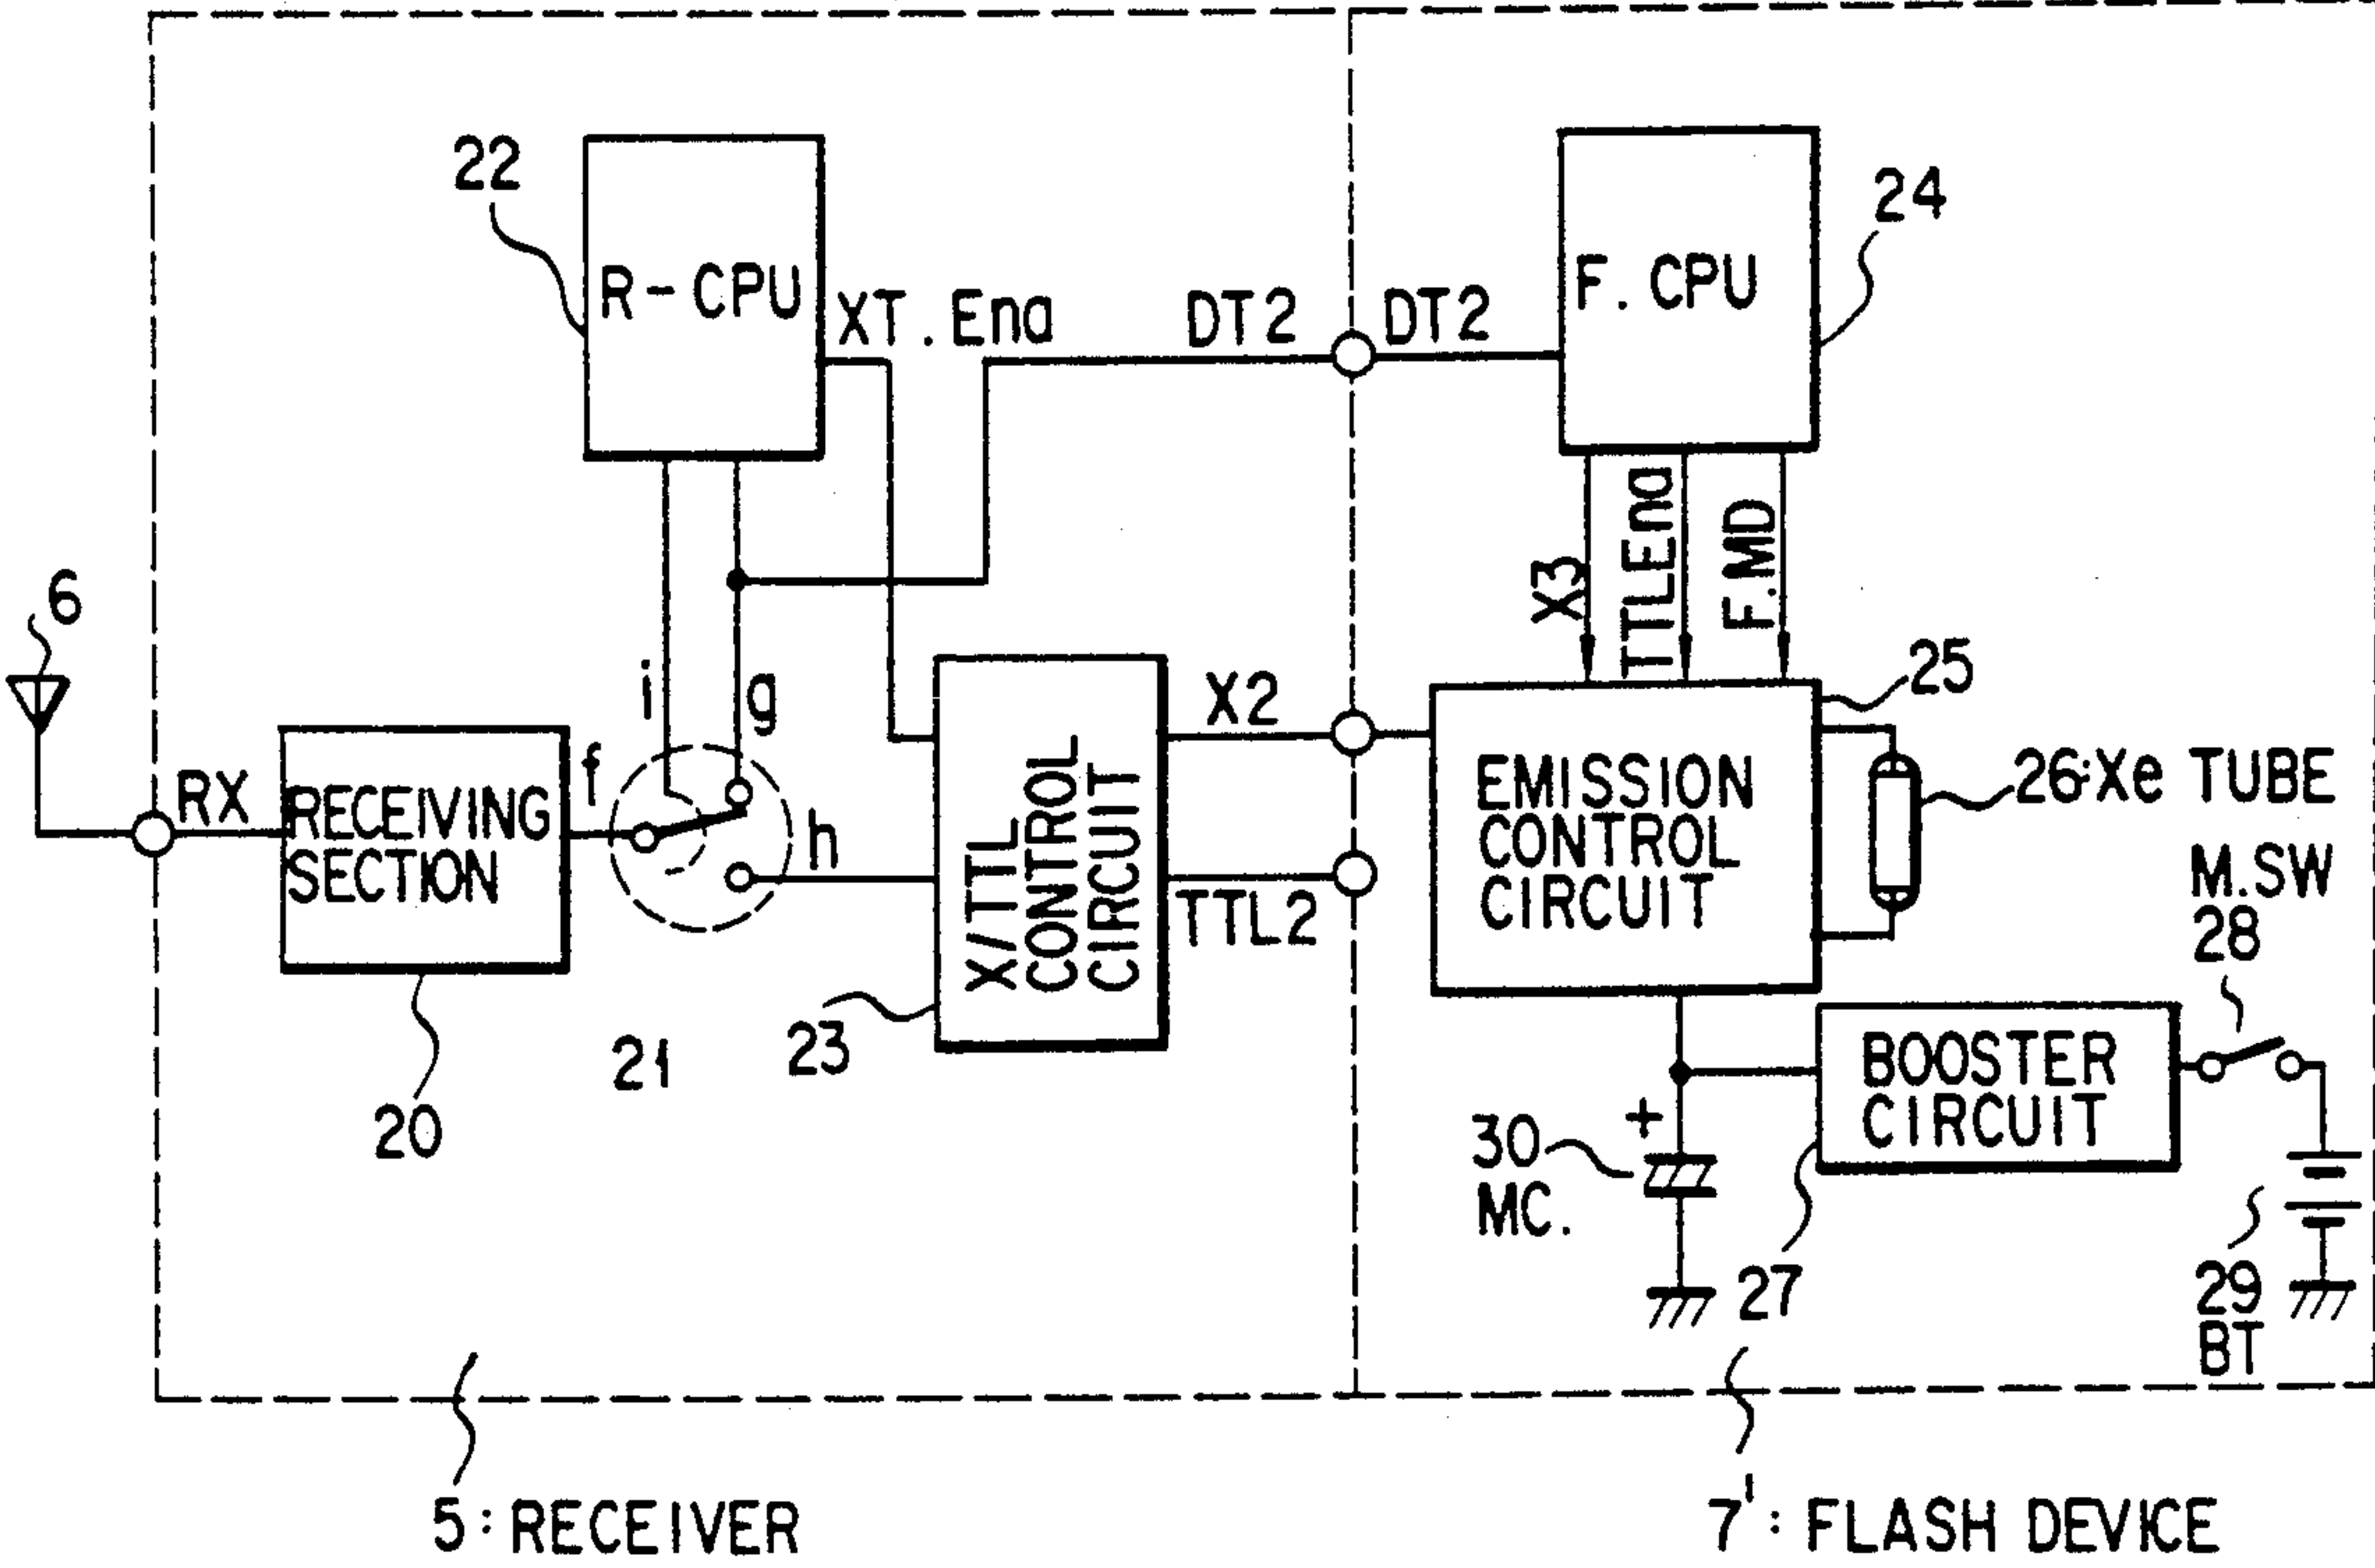 22
R-CPU
XT.Ena
DT2
DT2
F.CPU
24
X3
TTLEna
F.MD
6
RX
RECEIVING
SECTION
20
f
i
g
h
21
X/TTL
CONTROL
CIRCUIT
23
X2
TTL2
EMISSION
CONTROL
CIRCUIT
25
26:Xe TUBE
M.SW
28
BOOSTER
CIRCUIT
27
+
30
MC.
29
BT
5: RECEIVER
7': FLASH DEVICE